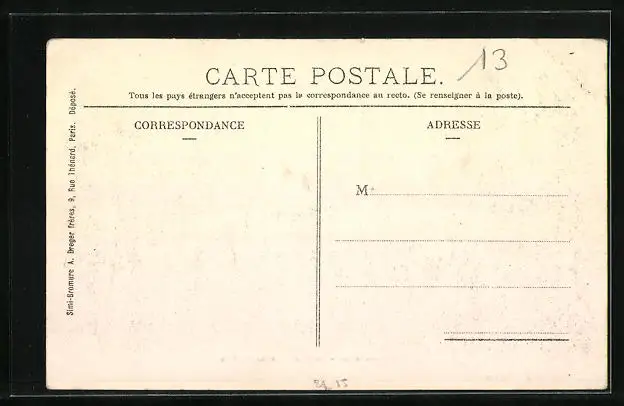 13
CARTE POSTALE.
Tous les pays étrangers n'acceptent pas la correspondance au recto. (Se renseigner à la poste).
CORRESPONDANCE
ADRESSE
M
Simi-Bromure A. Breger frères, 9, Rue Thénard, Paris. Déposé.